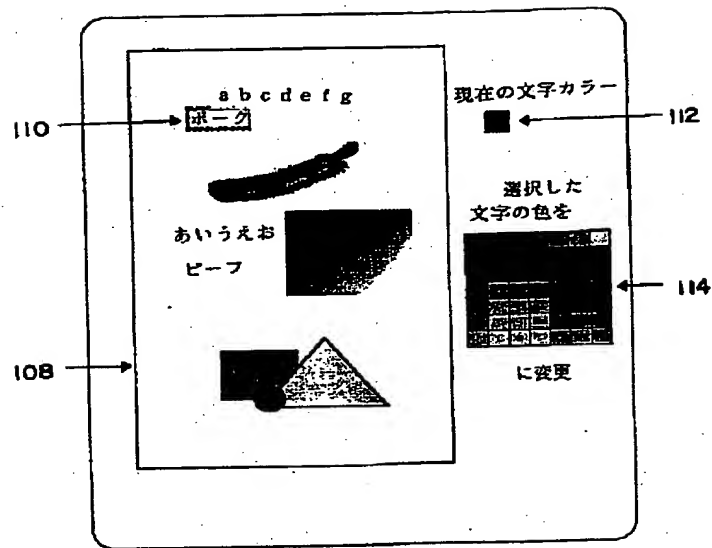 a b c d e f g
ポーク
現在の文字カラー
110
112
選択した
文字の色を
あいうえお
ビーフ
114
108
に変更